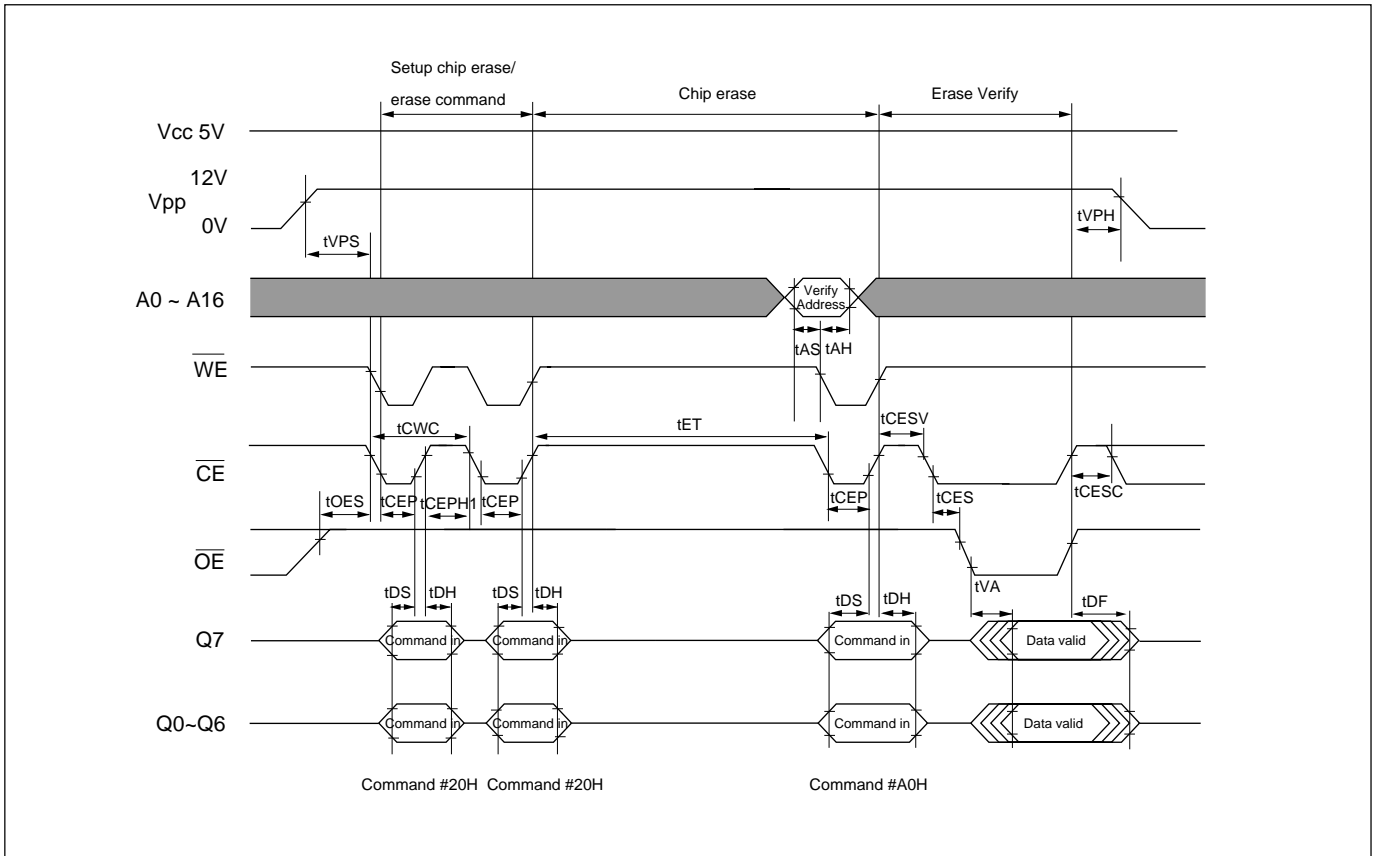 Setup chip erase/
erase command
Chip erase
Erase Verify
Vcc 5V
12V
Vpp
0V
tVPS
tVPH
A0 ~ A16
Verify
Address
tAS
tAH
WE
tCWC
tET
tCESV
CE
tOES
tCEP
tCEPH1
tCEP
tCEP
tCES
tCESC
OE
tVA
tDS
tDH
tDS
tDH
tDS
tDH
tDF
Q7
Command in
Command in
Command in
Data valid
Q0~Q6
Command in
Command in
Command in
Data valid
Command #20H
Command #20H
Command #A0H